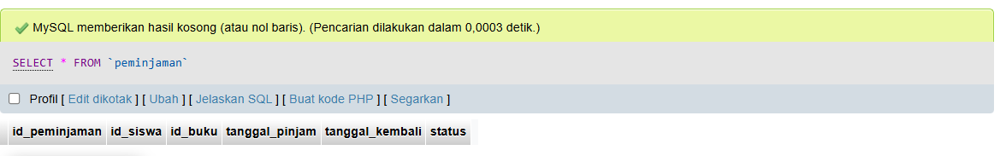 MySQL memberikan hasil kosong (atau nol baris). (Pencarian dilakukan dalam 0,0003 detik.)
SELECT * FROM `peminjaman`
Profil [ Edit dikotak ] [ Ubah ] [ Jelaskan SQL ] [ Buat kode PHP ] [ Segarkan ]
id_peminjaman id_siswa id_buku tanggal_pinjam tanggal_kembali status